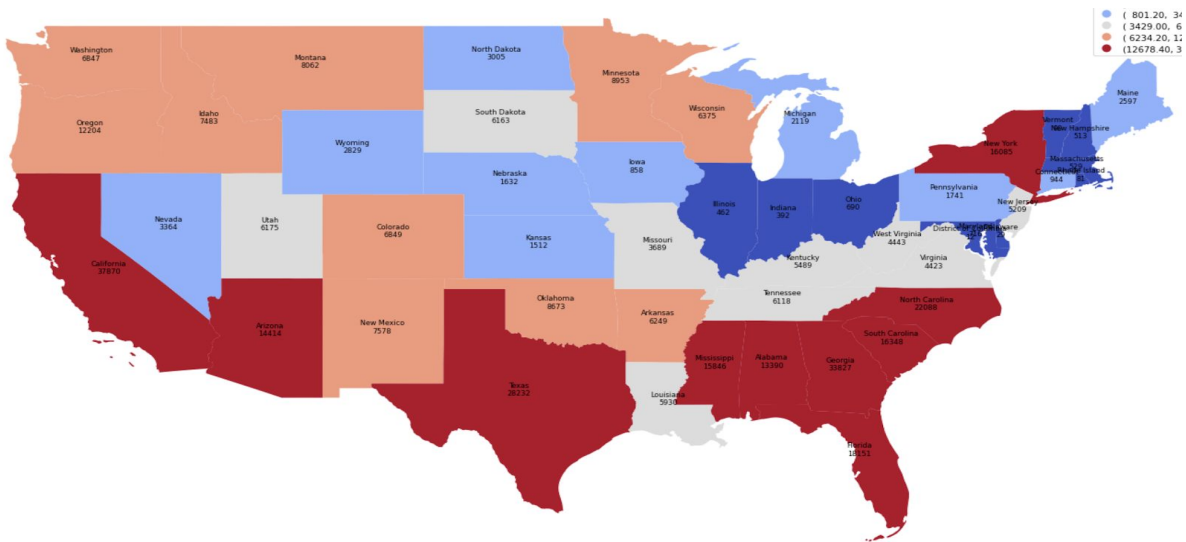 ( 801.20, 34
(3429.00, 6
(6234.20, 12
(12678.40, 3
Washington
6847
Montana
8062
North Dakota
3005
Minnesota
8953
Maine
2597
Wisconsin
6375
Michigan
2119
South Dakota
6163
Idaho
7483
Oregon
12204
Vermont
New Hampshire
513
New York
16085
Wyoming
2829
Massachusetts
529
Iowa
858
Rhode Island
Connecticut
944
Nebraska
1632
Pennsylvania
1741
New Jersey
5209
Ohio
690
Illinois
462
Indiana
392
Nevada
3364
Utah
6175
Colorado
6849
Kansas
1512
Missouri
3689
West Virginia
4443
Kentucky
5489
Virginia
4423
California
37870
Tennessee
6118
North Carolina
22088
Oklahoma
8673
Arkansas
6249
South Carolina
16348
Arizona
14414
New Mexico
7578
Mississippi
15846
Alabama
13390
Georgia
33827
Texas
28232
Louisiana
5938
Florida
18151